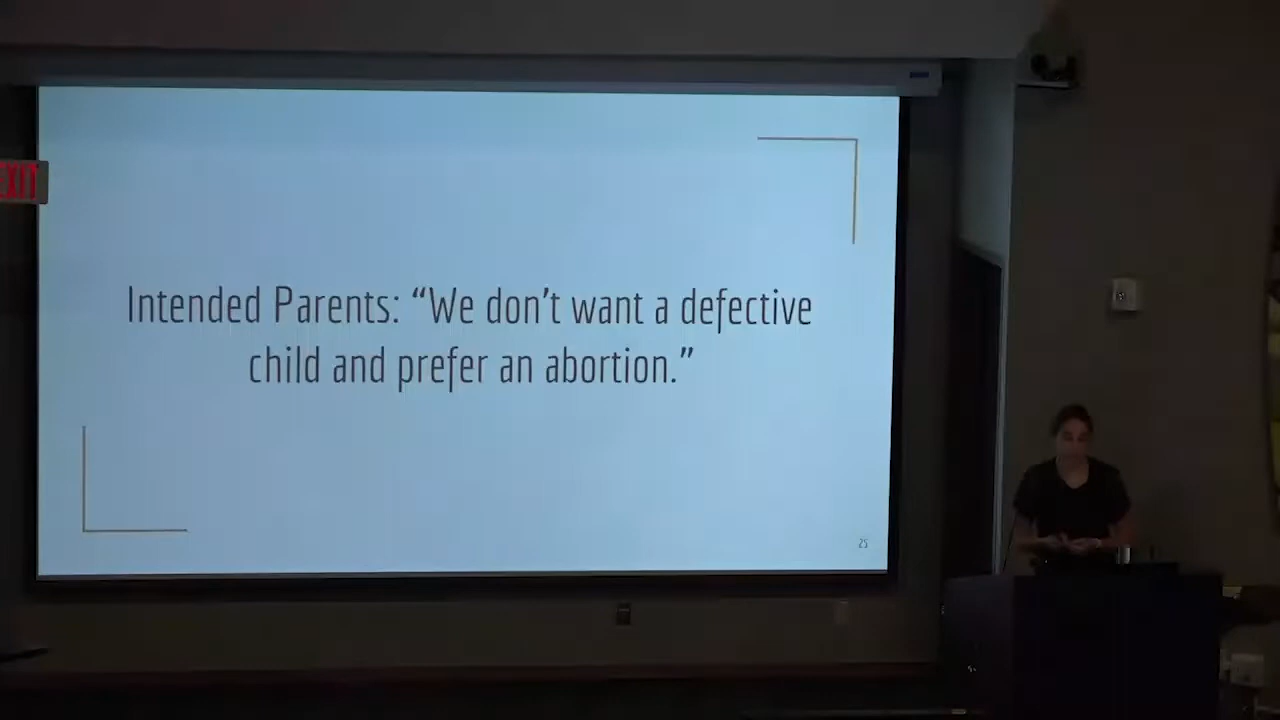 EXIT
Intended Parents: “We don’t want a defective
child and prefer an abortion.”
25